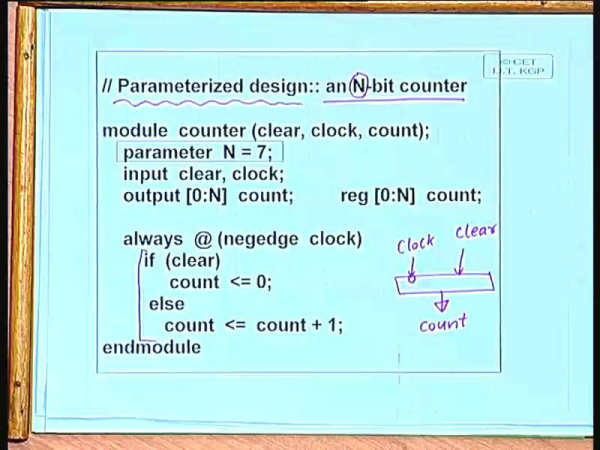 © CET
I.I.T. KGP
// Parameterized design:: an N-bit counter
module counter (clear, clock, count);
parameter N = 7;
input clear, clock;
output [0:N] count; reg [0:N] count;
always @ (negedge clock)
if (clear)
count <= 0;
else
count <= count + 1;
endmodule
Clock
clear
count